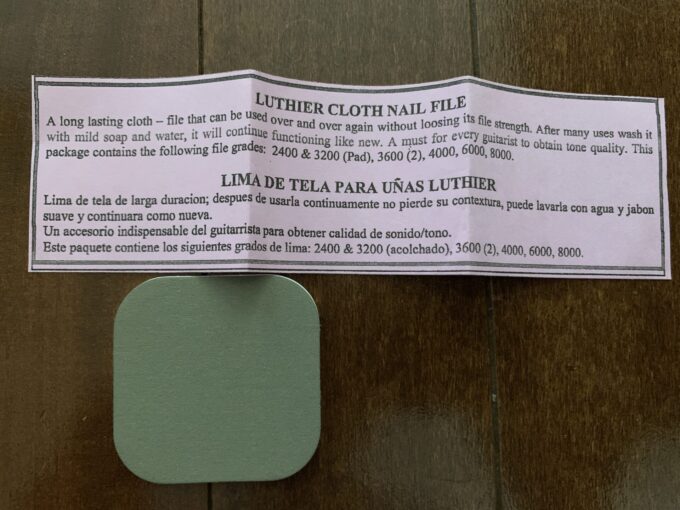 LUTHIER CLOTH NAIL FILE
A long lasting cloth – file that can be used over and over again without loosing its file strength. After many uses wash it
with mild soap and water, it will continue functioning like new. A must for every guitarist to obtain tone quality. This
package contains the following file grades: 2400 & 3200 (Pad), 3600 (2), 4000, 6000, 8000.
LIMA DE TELA PARA UÑAS LUTHIER
Lima de tela de larga duracion; despues de usarla continuamente no pierde su contextura, puede lavarla con agua y jabon
suave y continuara como nueva.
Un accesorio indispensable del guitarrista para obtener calidad de sonido/tono.
Este paquete contiene los siguientes grados de lima: 2400 & 3200 (acolchado), 3600 (2), 4000, 6000, 8000.